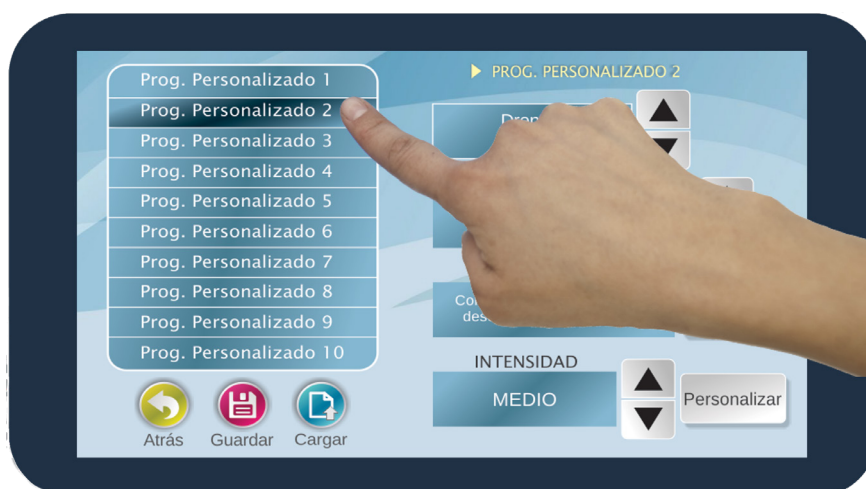 Prog. Personalizado 1
Prog. Personalizado 2
Prog. Personalizado 3
Prog. Personalizado 4
Prog. Personalizado 5
Prog. Personalizado 6
Prog. Personalizado 7
Prog. Personalizado 8
Prog. Personalizado 9
Prog. Personalizado 10
Atrás
Guardar
Cargar
PROG. PERSONALIZADO 2
INTENSIDAD
MEDIO
Personalizar